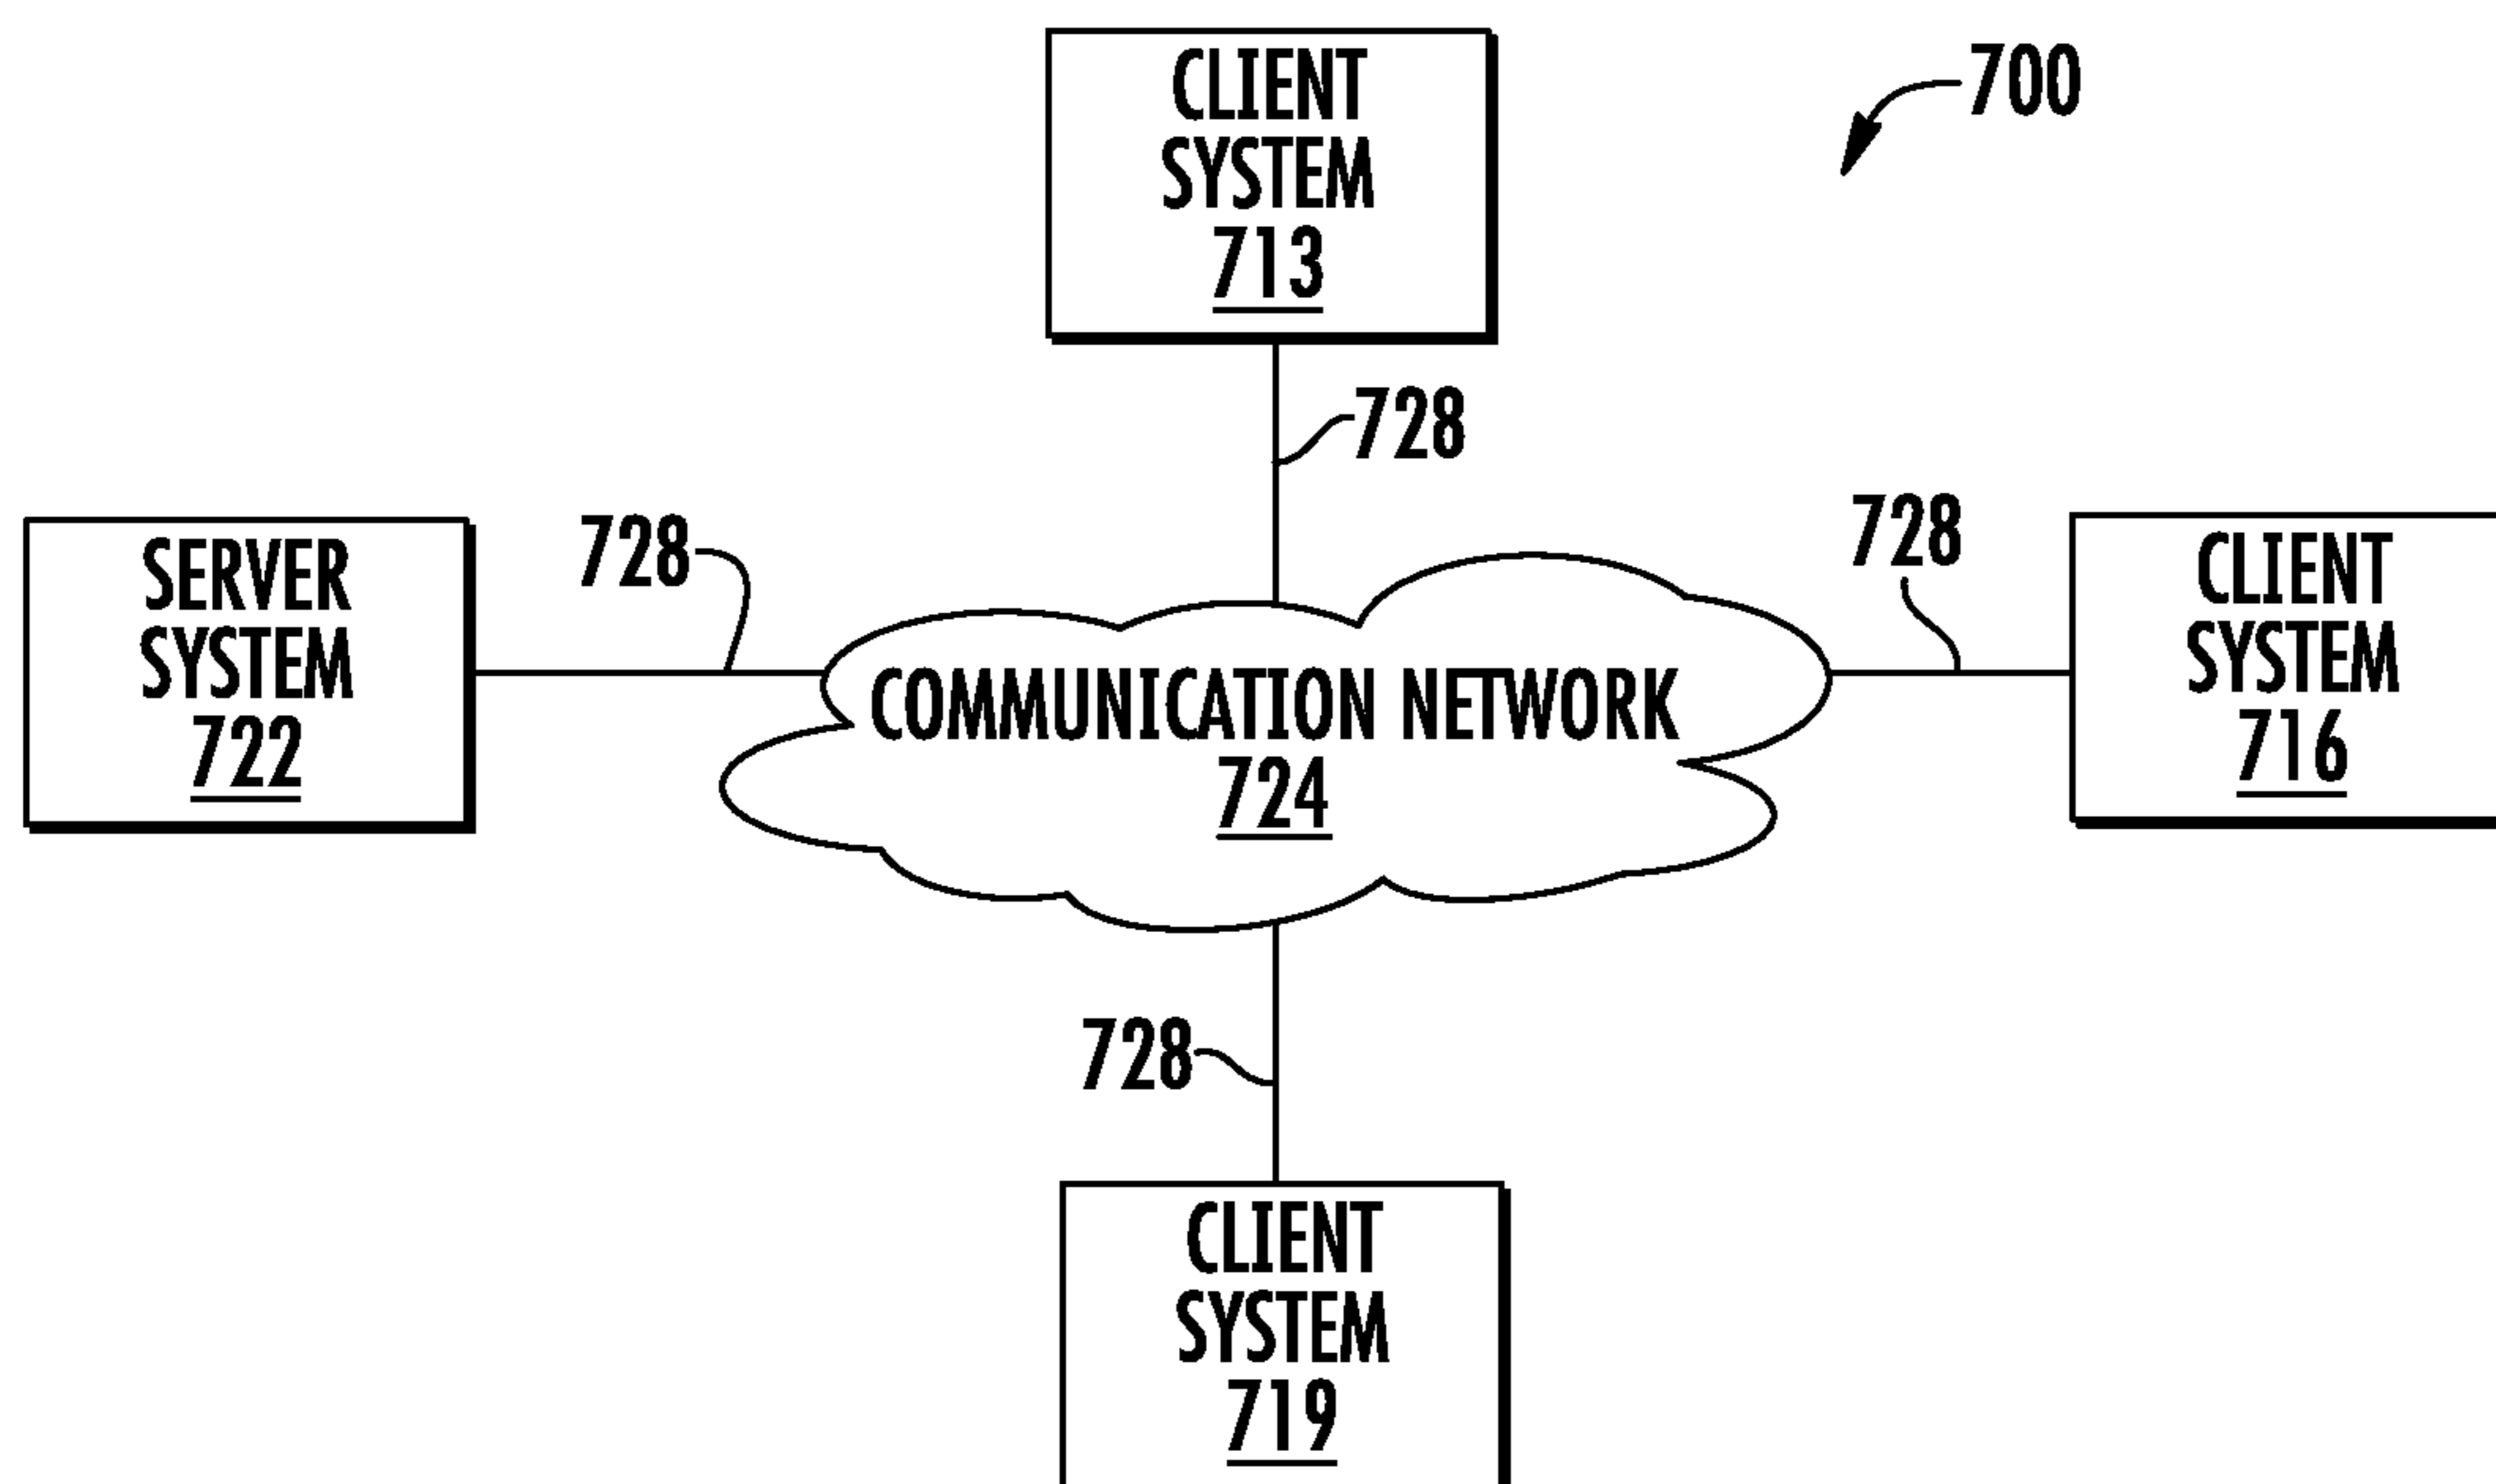 CLIENT
SYSTEM
713
700
728
SERVER
SYSTEM
722
728
728
CLIENT
SYSTEM
716
COMMUNICATION NETWORK
724
728
CLIENT
SYSTEM
719